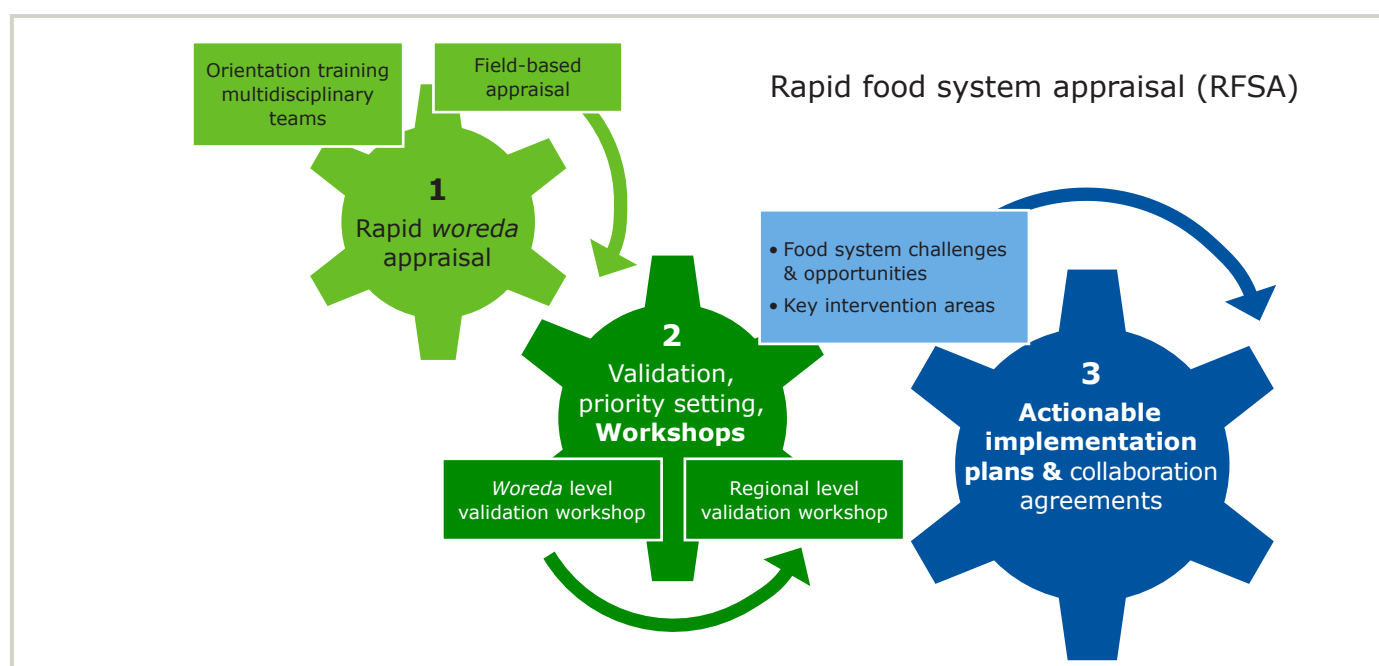 Rapid food system appraisal (RFSA)
Orientation training
multidisciplinary
teams
Field-based
appraisal
1
Rapid woreda
appraisal
2
Validation,
priority setting,
Workshops
Woreda level
validation workshop
Regional level
validation workshop
• Food system challenges
& opportunities
• Key intervention areas
3
Actionable
implementation
plans & collaboration
agreements